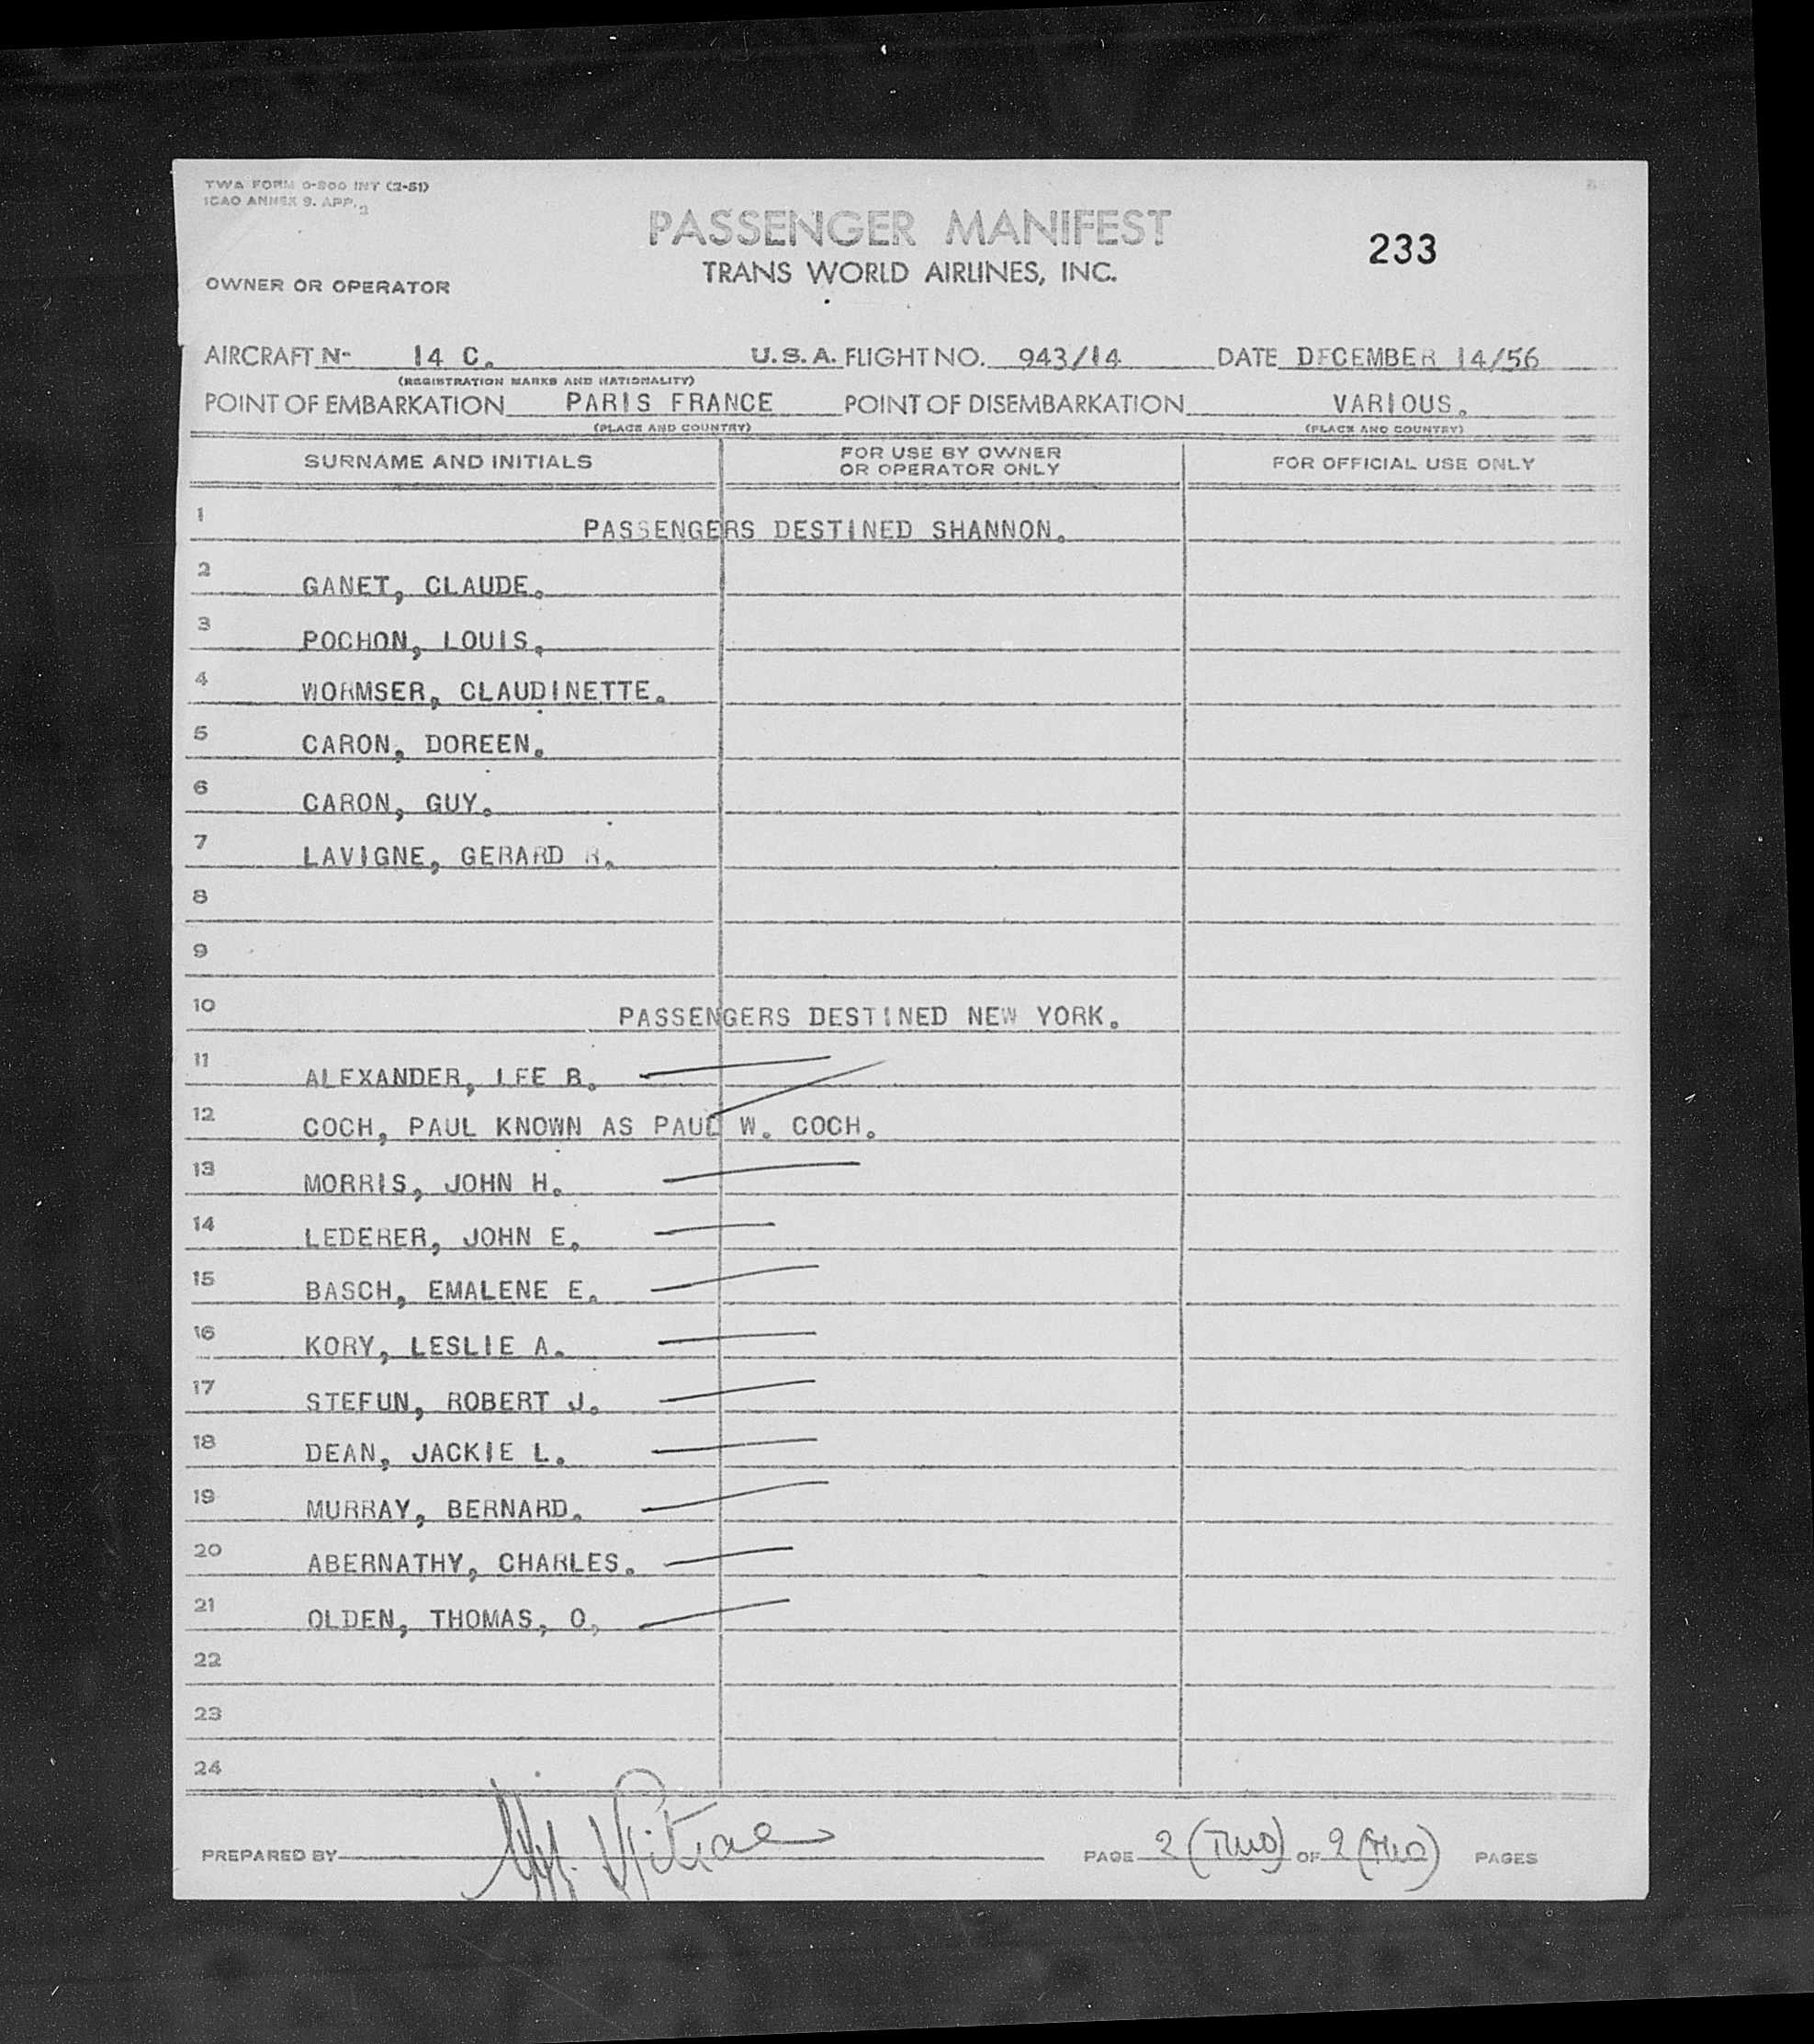 TWA FORM 0-800 INT (2-51)
ICAO ANNEX 9. APP. 2
PASSENGER MANIFEST
233
TRANS WORLD AIRLINES, INC.
OWNER OR OPERATOR
AIRCRAFT N- 14 C. U.S.A. FLIGHT NO. 943/14 DATE DECEMBER 14/56
(REGISTRATION MARKS AND NATIONALITY)
POINT OF EMBARKATION PARIS FRANCE POINT OF DISEMBARKATION VARIOUS.
(PLACE AND COUNTRY) (PLACE AND COUNTRY)
SURNAME AND INITIALS FOR USE BY OWNER OR OPERATOR ONLY FOR OFFICIAL USE ONLY
1 PASSENGERS DESTINED SHANNON.
2 GANET, CLAUDE.
3 POCHON, LOUIS.
4 WORMSER, CLAUDINETTE.
5 CARON, DOREEN.
6 CARON, GUY.
7 LAVIGNE, GERARD R.
8
9
10 PASSENGERS DESTINED NEW YORK.
11 ALEXANDER, LEE B.
12 COCH, PAUL KNOWN AS PAUL W. COCH.
13 MORRIS, JOHN H.
14 LEDERER, JOHN E.
15 BASCH, EMALENE E.
16 KORY, LESLIE A.
17 STEFUN, ROBERT J.
18 DEAN, JACKIE L.
19 MURRAY, BERNARD.
20 ABERNATHY, CHARLES.
21 OLDEN, THOMAS, O,
22
23
24
PREPARED BY PAGE 2 (TWO) OF 2 (TWO) PAGES